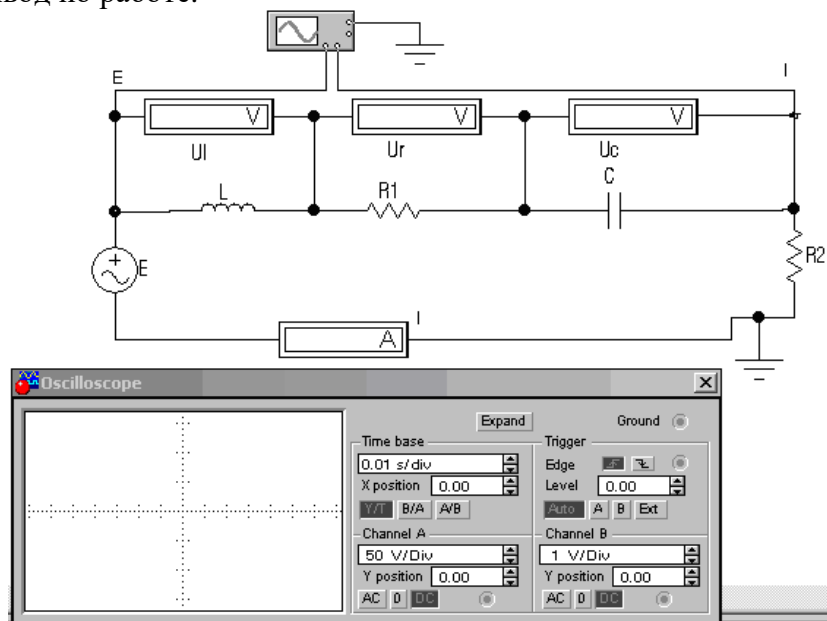 вод по работе.
E I
V V V
Ul Ur Uc
L R1 C
E R2
I
A
Oscilloscope
Expand Ground
Time base Trigger
0.01 s/div Edge
X position 0.00 Level 0.00
Y/T B/A A/B Auto A B Ext
Channel A Channel B
50 V/Div 1 V/Div
Y position 0.00 Y position 0.00
AC 0 DC AC 0 DC